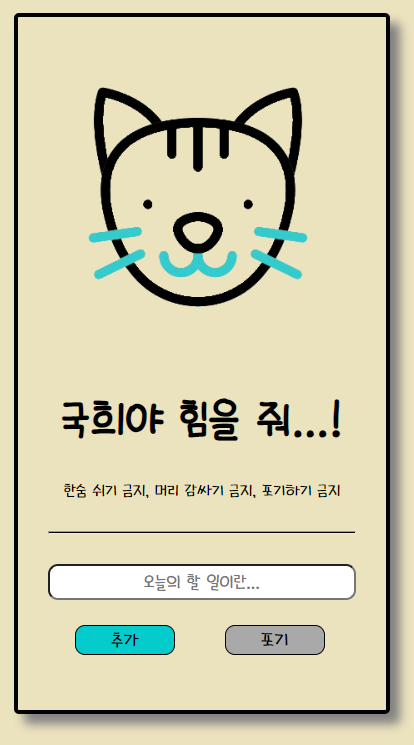 국희야 힘을 줘...!
한숨 쉬기 금지, 머리 감싸기 금지, 포기하기 금지
오늘의 할 일이란...
추가
포기